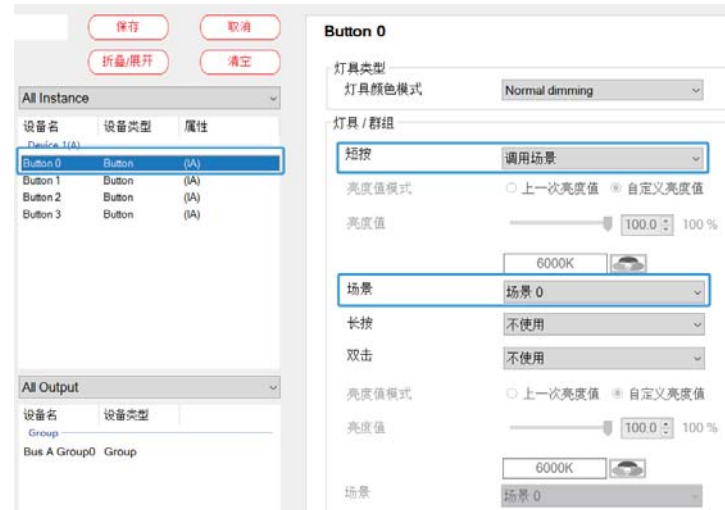 保存
取消
折叠/展开
清空
All Instance
设备名 设备类型 属性
Device 1(A)
Button 0 Button (IA)
Button 1 Button (IA)
Button 2 Button (IA)
Button 3 Button (IA)
All Output
设备名 设备类型
Group
Bus A Group0 Group
Button 0
灯具类型
灯具颜色模式 Normal dimming
灯具 / 群组
短按 调用场景
亮度值模式 上一次亮度值 自定义亮度值
亮度值 100.0 100 %
6000K
场景 场景 0
长按 不使用
双击 不使用
亮度值模式 上一次亮度值 自定义亮度值
亮度值 100.0 100 %
6000K
场景 场景 0